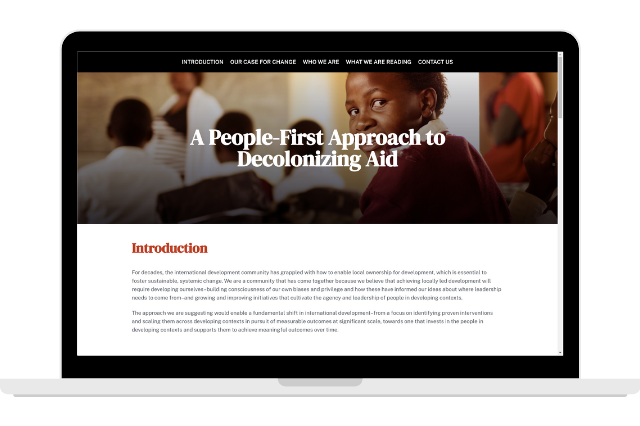 INTRODUCTION OUR CASE FOR CHANGE WHO WE ARE WHAT WE ARE READING CONTACT US
A People-First Approach to
Decolonizing Aid
Introduction
For decades, the international development community has grappled with how to enable local ownership for development, which is essential to
foster sustainable, systemic change. We are a community that has come together because we believe that achieving locally led development will
require developing ourselves–building consciousness of our own biases and privilege and how these have informed our ideas about where leadership
needs to come from–and growing and improving initiatives that cultivate the agency and leadership of people in developing contexts.
The approach we are suggesting would enable a fundamental shift in international development–from a focus on identifying proven interventions
and scaling them across developing contexts in pursuit of measurable outcomes at significant scale, towards one that invests in the people in
developing contexts and supports them to achieve meaningful outcomes over time.